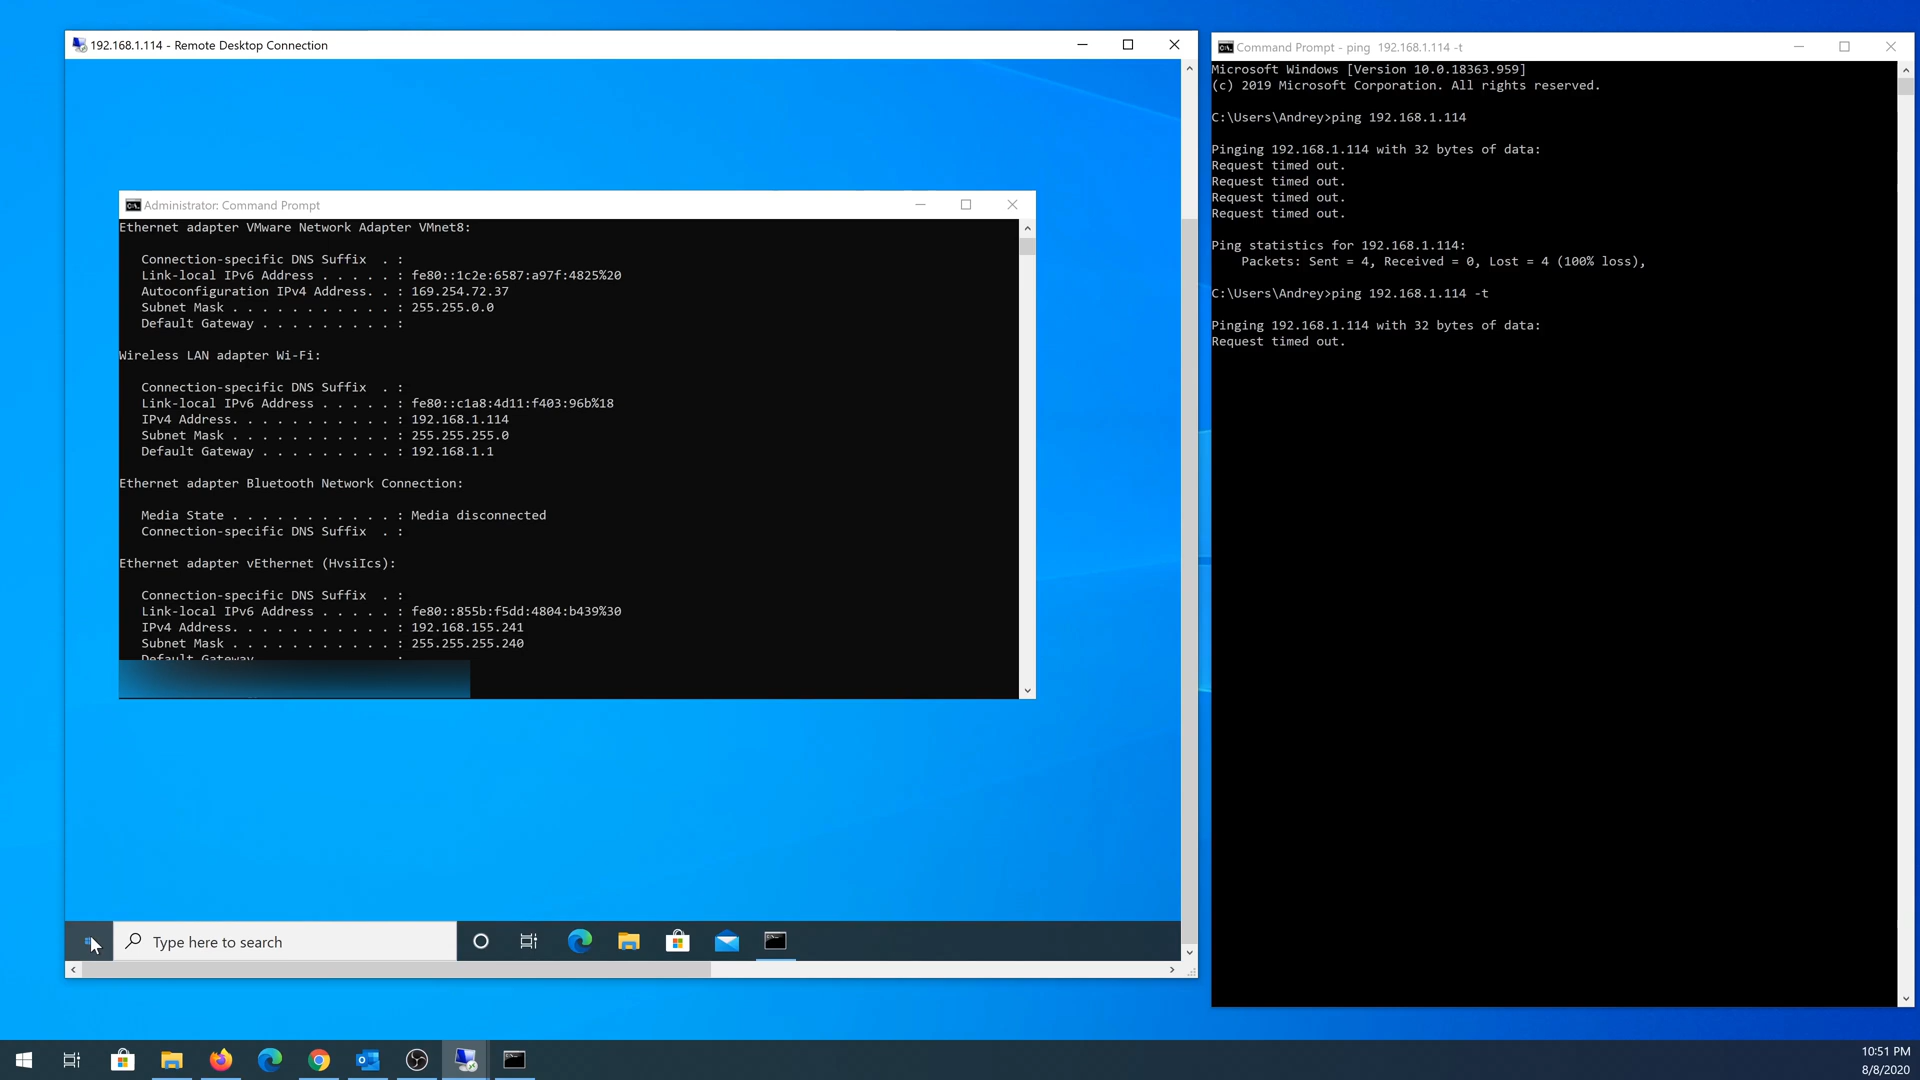 192.168.1.114 - Remote Desktop Connection
Administrator: Command Prompt
Ethernet adapter VMware Network Adapter VMnet8:
Connection-specific DNS Suffix  . :
Link-local IPv6 Address . . . . . : fe80::1c2e:6587:a97f:4825%20
Autoconfiguration IPv4 Address. . : 169.254.72.37
Subnet Mask . . . . . . . . . . . : 255.255.0.0
Default Gateway . . . . . . . . . :
Wireless LAN adapter Wi-Fi:
Connection-specific DNS Suffix  . :
Link-local IPv6 Address . . . . . : fe80::c1a8:4d11:f403:96b%18
IPv4 Address. . . . . . . . . . . : 192.168.1.114
Subnet Mask . . . . . . . . . . . : 255.255.255.0
Default Gateway . . . . . . . . . : 192.168.1.1
Ethernet adapter Bluetooth Network Connection:
Media State . . . . . . . . . . . : Media disconnected
Connection-specific DNS Suffix  . :
Ethernet adapter vEthernet (HvsiIcs):
Connection-specific DNS Suffix  . :
Link-local IPv6 Address . . . . . : fe80::855b:f5dd:4804:b439%30
IPv4 Address. . . . . . . . . . . : 192.168.155.241
Subnet Mask . . . . . . . . . . . : 255.255.255.240
Default Gateway                   :
Type here to search
Command Prompt - ping  192.168.1.114 -t
Microsoft Windows [Version 10.0.18363.959]
(c) 2019 Microsoft Corporation. All rights reserved.
C:\Users\Andrey>ping 192.168.1.114
Pinging 192.168.1.114 with 32 bytes of data:
Request timed out.
Request timed out.
Request timed out.
Request timed out.
Ping statistics for 192.168.1.114:
Packets: Sent = 4, Received = 0, Lost = 4 (100% loss),
C:\Users\Andrey>ping 192.168.1.114 -t
Pinging 192.168.1.114 with 32 bytes of data:
Request timed out.
10:51 PM
8/8/2020